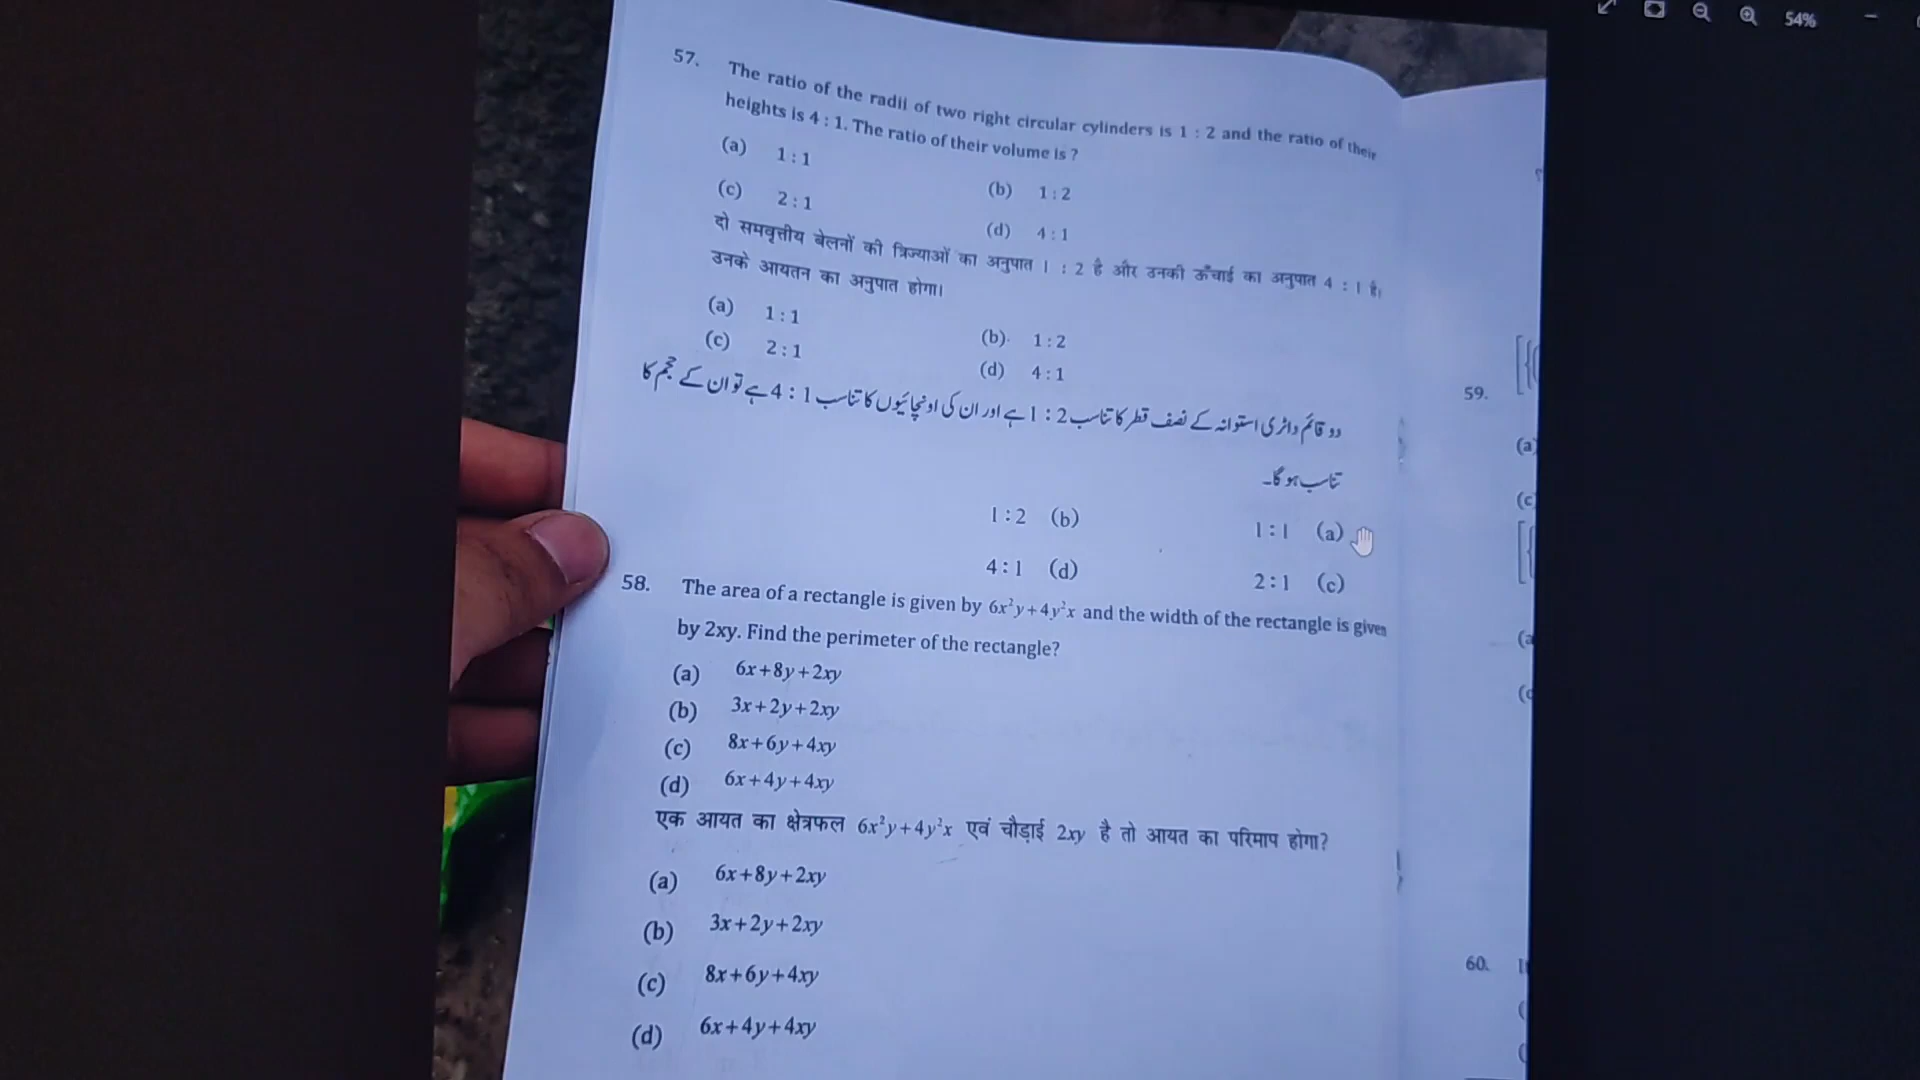 54%
57. The ratio of the radii of two right circular cylinders is 1 : 2 and the ratio of their
heights is 4 : 1. The ratio of their volume is ?
(a) 1 : 1
(b) 1 : 2
(c) 2 : 1
(d) 4 : 1
दो समवृत्तीय बेलनों की त्रिज्याओं का अनुपात 1 : 2 है और उनकी ऊँचाई का अनुपात 4 : 1 है।
उनके आयतन का अनुपात होगा।
(a) 1 : 1
(b) 1 : 2
(c) 2 : 1
(d) 4 : 1
دو قائم دائری استوانہ کے نصف قطر کا تناسب 2 : 1 ہے اور ان کی اونچائیوں کا تناسب 1 : 4 ہے تو ان کے حجم کا
تناسب ہو گا۔
1 : 1 (a)
1 : 2 (b)
2 : 1 (c)
4 : 1 (d)
58. The area of a rectangle is given by 6x²y+4y²x and the width of the rectangle is given
by 2xy. Find the perimeter of the rectangle?
(a) 6x+8y+2xy
(b) 3x+2y+2xy
(c) 8x+6y+4xy
(d) 6x+4y+4xy
एक आयत का क्षेत्रफल 6x²y+4y²x एवं चौड़ाई 2xy है तो आयत का परिमाप होगा?
(a) 6x+8y+2xy
(b) 3x+2y+2xy
(c) 8x+6y+4xy
(d) 6x+4y+4xy
59.
(a)
(c)
60.